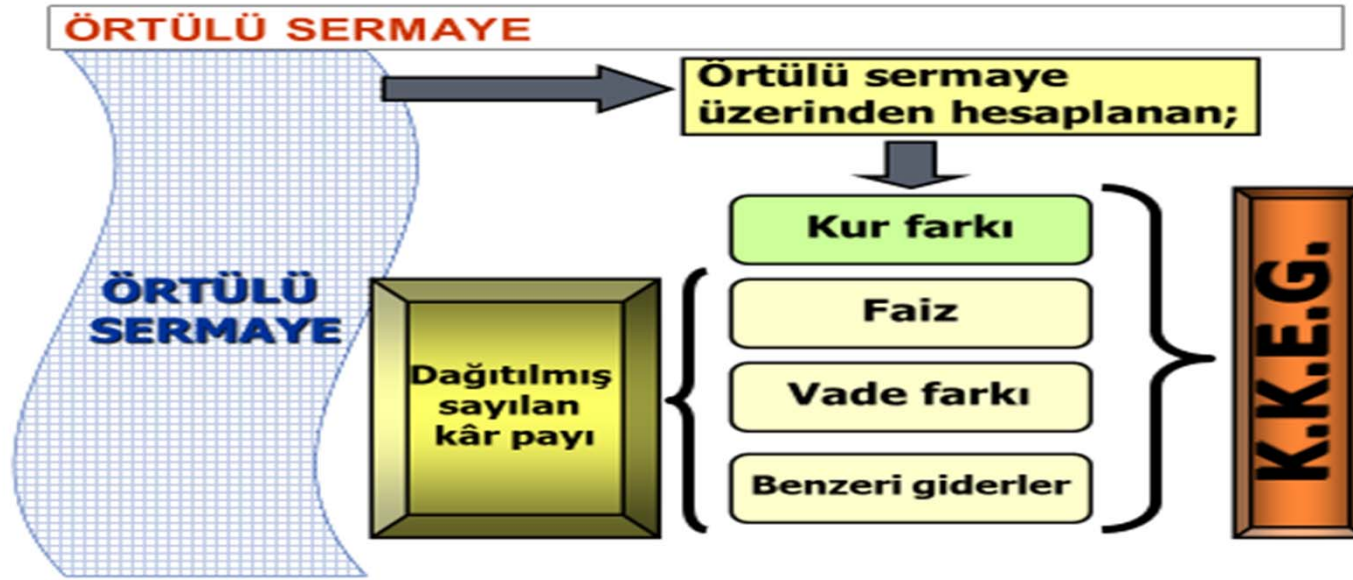 ÖRTÜLÜ SERMAYE
Örtülü sermaye
üzerinden hesaplanan;
Kur farkı
Faiz
Vade farkı
Benzeri giderler
ÖRTÜLÜ
SERMAYE
Dağıtılmış
sayılan
kâr payı
K.K.E.G.